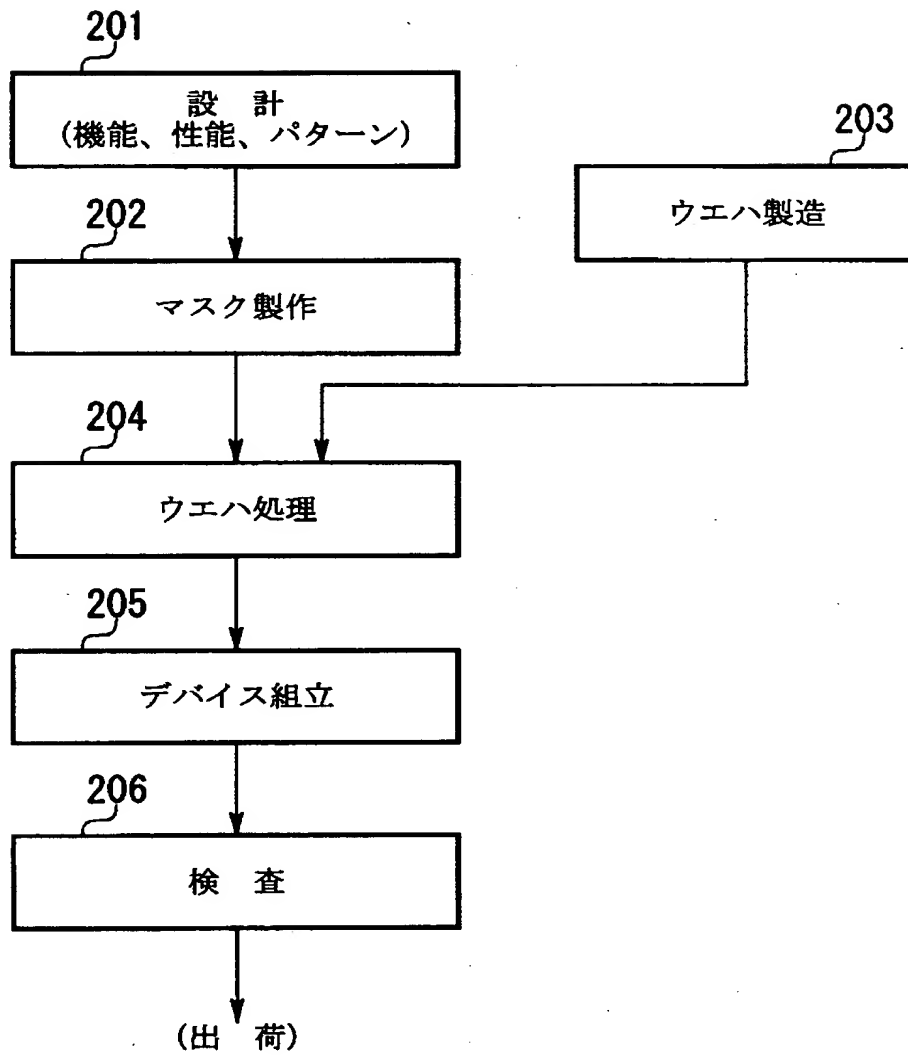 201
設　計
(機能、性能、パターン)
203
ウエハ製造
202
マスク製作
204
ウエハ処理
205
デバイス組立
206
検　査
(出　荷)